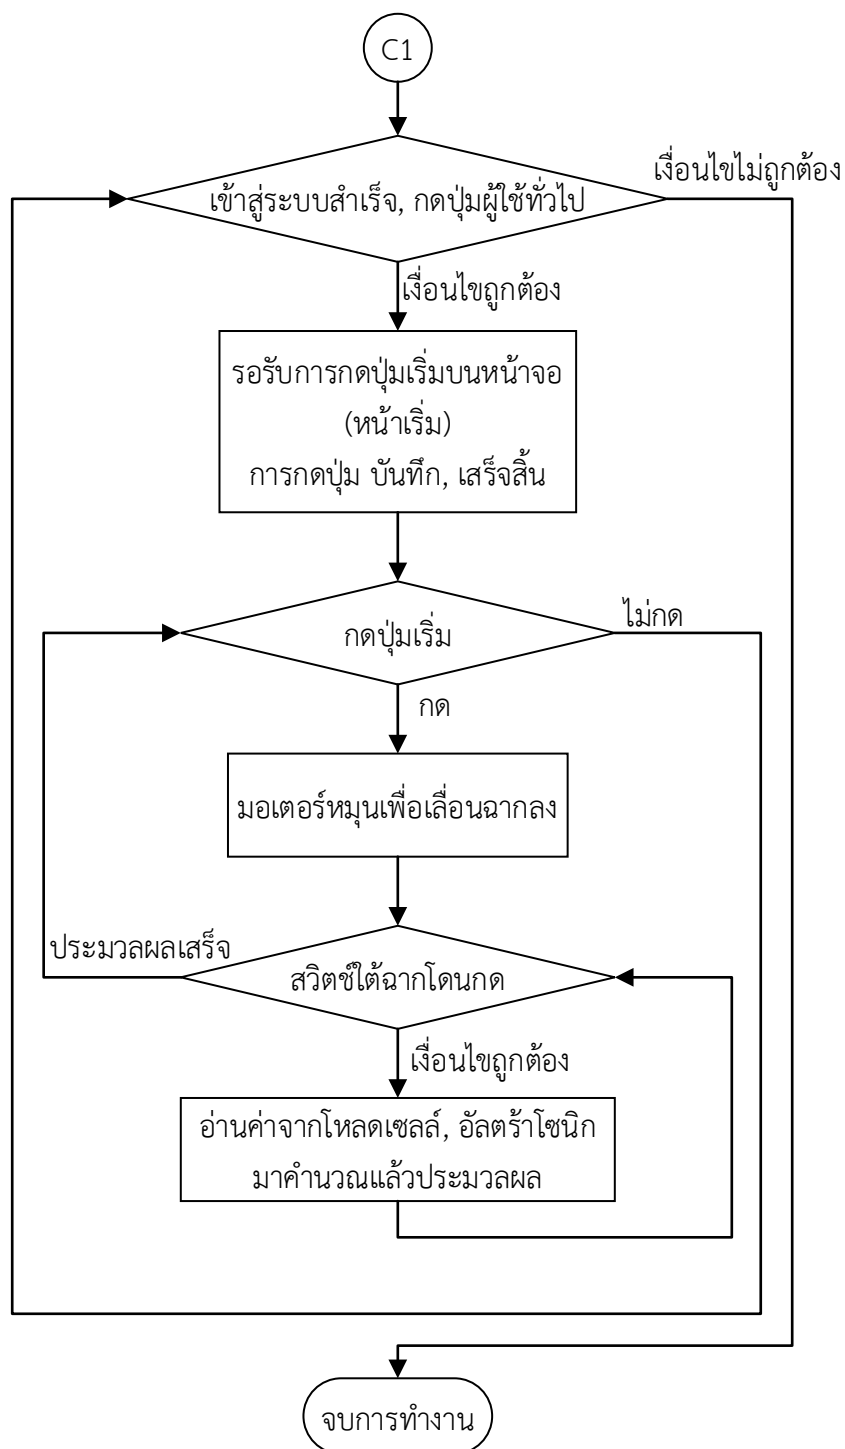 C1
เงื่อนไขไม่ถูกต้อง
เข้าสู่ระบบสำเร็จ, กดปุ่มผู้ใช้ทั่วไป
เงื่อนไขถูกต้อง
รอรับการกดปุ่มเริ่มบนหน้าจอ
(หน้าเริ่ม)
การกดปุ่ม บันทึก, เสร็จสิ้น
ไม่กด
กดปุ่มเริ่ม
กด
มอเตอร์หมุนเพื่อเลื่อนฉากลง
ประมวลผลเสร็จ
สวิตช์ใต้ฉากโดนกด
เงื่อนไขถูกต้อง
อ่านค่าจากโหลดเซลล์, อัลตร้าโซนิก
มาคำนวณแล้วประมวลผล
จบการทำงาน